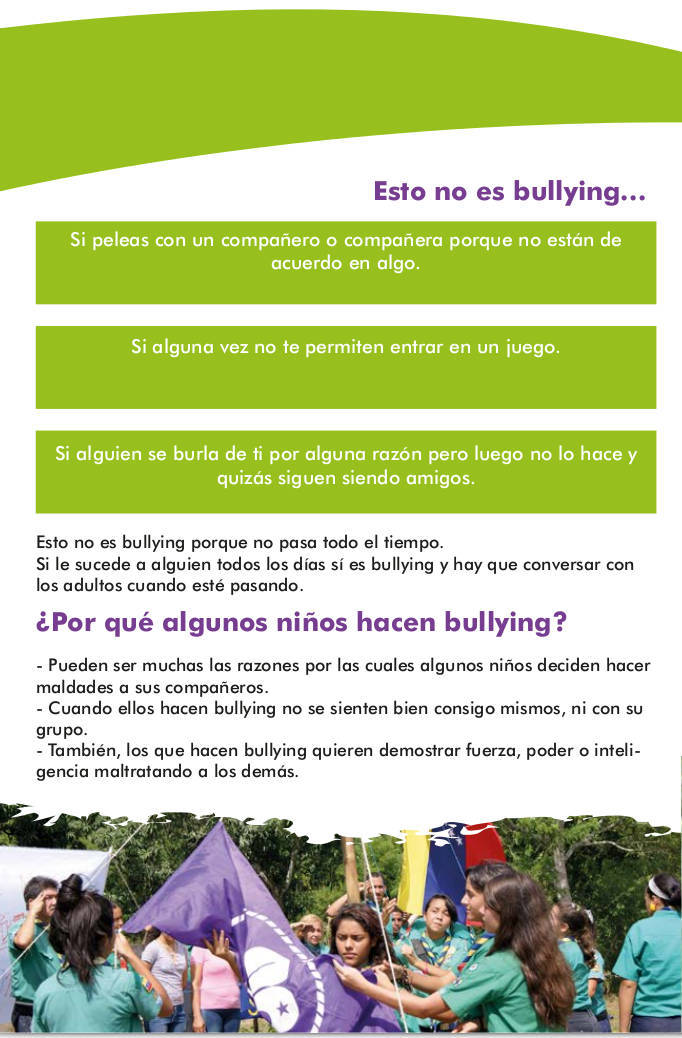 Esto no es bullying...
Si peleas con un compañero o compañera porque no están de
acuerdo en algo.
Si alguna vez no te permiten entrar en un juego.
Si alguien se burla de ti por alguna razón pero luego no lo hace y
quizás siguen siendo amigos.
Esto no es bullying porque no pasa todo el tiempo.
Si le sucede a alguien todos los días sí es bullying y hay que conversar con
los adultos cuando esté pasando.
¿Por qué algunos niños hacen bullying?
- Pueden ser muchas las razones por las cuales algunos niños deciden hacer
maldades a sus compañeros.
- Cuando ellos hacen bullying no se sienten bien consigo mismos, ni con su
grupo.
- También, los que hacen bullying quieren demostrar fuerza, poder o inteli-
gencia maltratando a los demás.